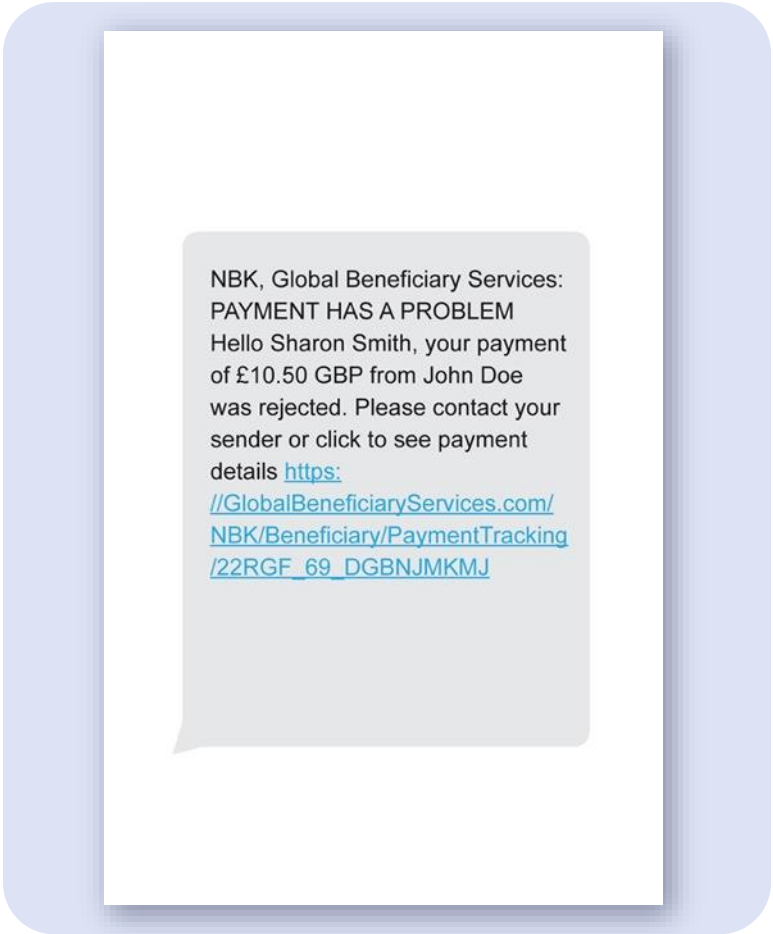 NBK, Global Beneficiary Services:
PAYMENT HAS A PROBLEM
Hello Sharon Smith, your payment
of £10.50 GBP from John Doe
was rejected. Please contact your
sender or click to see payment
details https:
//GlobalBeneficiaryServices.com/
NBK/Beneficiary/PaymentTracking
/22RGF_69_DGBNJMKMJ